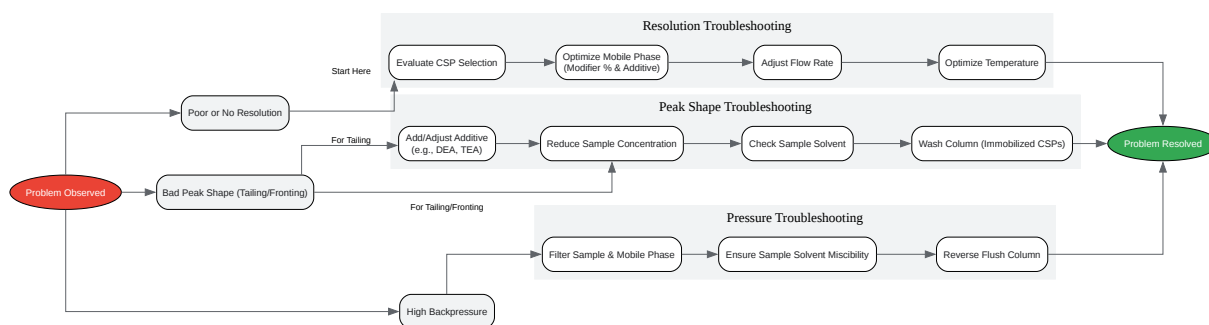 Resolution Troubleshooting
Start Here
Evaluate CSP Selection
Optimize Mobile Phase
(Modifier % & Additive)
Adjust Flow Rate
Optimize Temperature
Poor or No Resolution
Peak Shape Troubleshooting
For Tailing
Add/Adjust Additive
(e.g., DEA, TEA)
Reduce Sample Concentration
Check Sample Solvent
Wash Column (Immobilized CSPs)
Problem Resolved
Problem Observed
Bad Peak Shape (Tailing/Fronting)
For Tailing/Fronting
Pressure Troubleshooting
Filter Sample & Mobile Phase
Ensure Sample Solvent Miscibility
Reverse Flush Column
High Backpressure